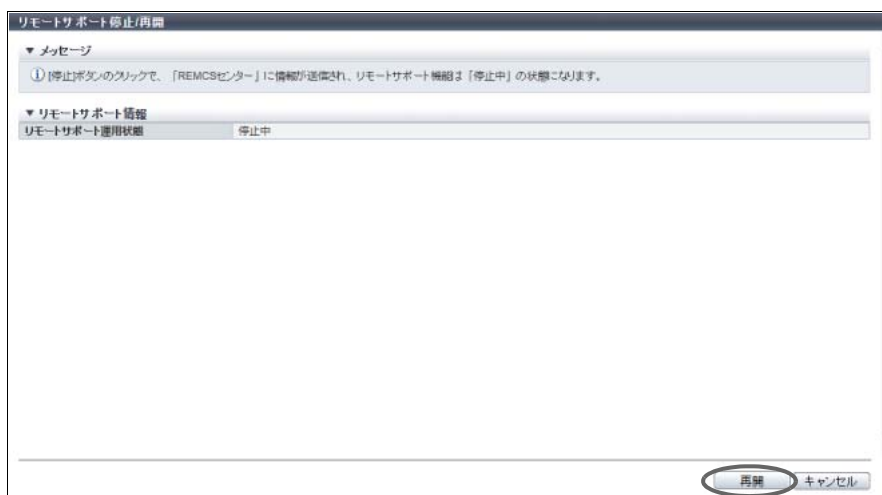 リモートサポート停止/再開
▼ メッセージ
[停止]ボタンのクリックで、「REMCSセンター」に情報が送信され、リモートサポート機能は「停止中」の状態になります。
▼ リモートサポート情報
リモートサポート運用状態 停止中
再開 キャンセル